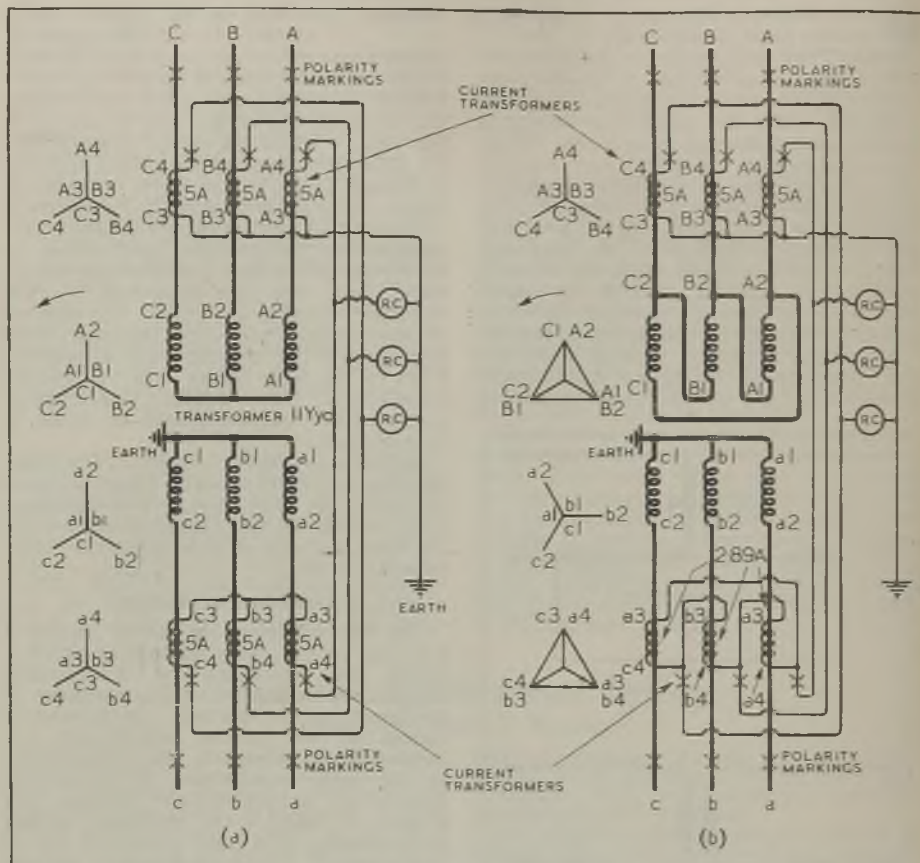 C B A
POLARITY
MARKINGS
CURRENT
TRANSFORMERS
C B A
POLARITY
MARKINGS
A4
A3 B3
C3
C4 B4
C4 B4 A4
5A 5A 5A
C3 B3 A3
A4
A3 B3
C3
C4 B4
C4 B4 A4
5A 5A 5A
C3 B3 A3
C2 B2 A2
A2
A1 B1
C1
C2 B2
C1 B1 A1
RC
RC
RC
TRANSFORMER
EARTH
c1 b1 a1
c2 b2 a2
a2
a1 b1
c1
c2 b2
a4
a3 b3
c3
c4 b4
c3 b3 a3
5A 5A 5A
c4 b4 a4
EARTH
POLARITY
MARKINGS
CURRENT
TRANSFORMERS
c b a
(a)
C2 B2 A2
C1 A2
C2 A1
B1 B2
C1 B1 A1
RC
RC
RC
EARTH
c1 b1 a1
c2 b2 a2
a2
a1 b1 b2
c1
c2
2.89A
c3 a4
c4 a3
b3 b4
a3 b3 a3
c4 b4 a4
POLARITY
MARKINGS
c b a
(b)